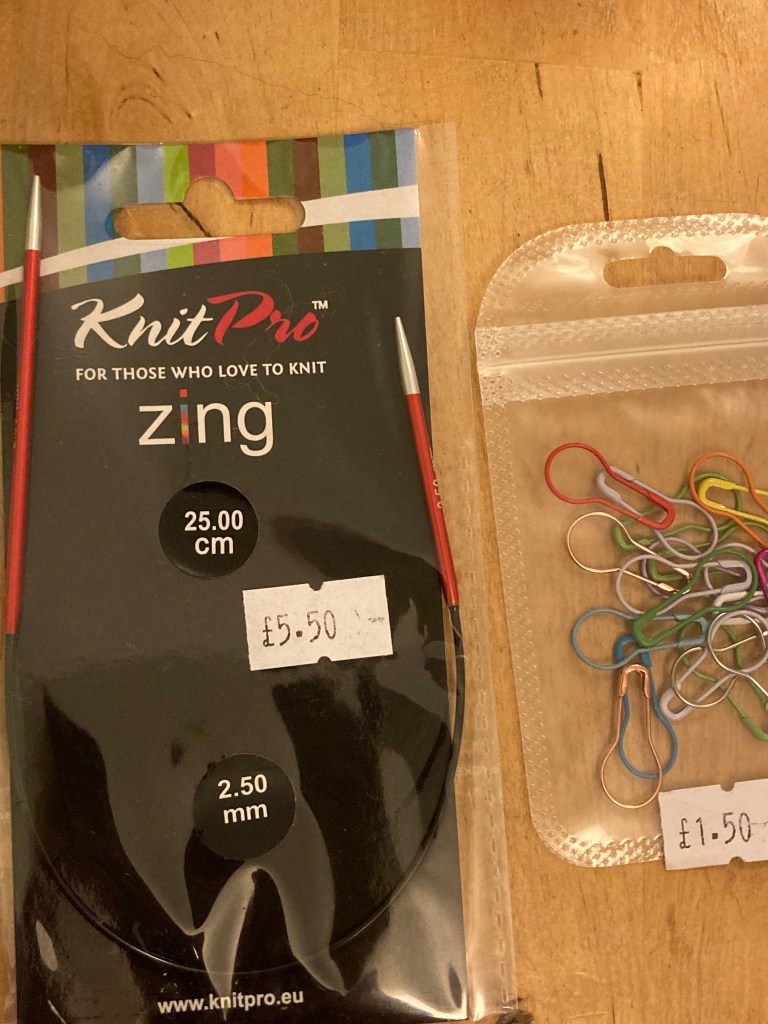 KnitPro™
FOR THOSE WHO LOVE TO KNIT
zing
25.00
cm
£5.50
2.50
mm
www.knitpro.eu
£1.50